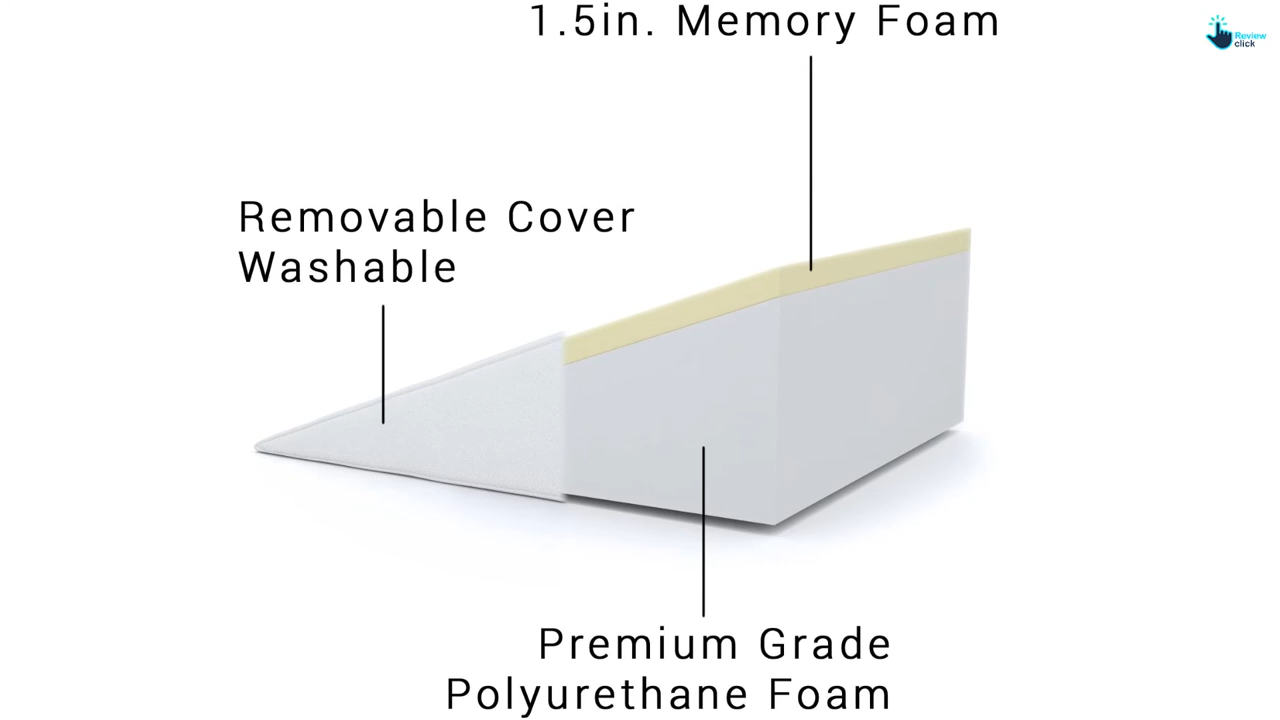 1.5in. Memory Foam
Review
click
Removable Cover
Washable
Premium Grade
Polyurethane Foam